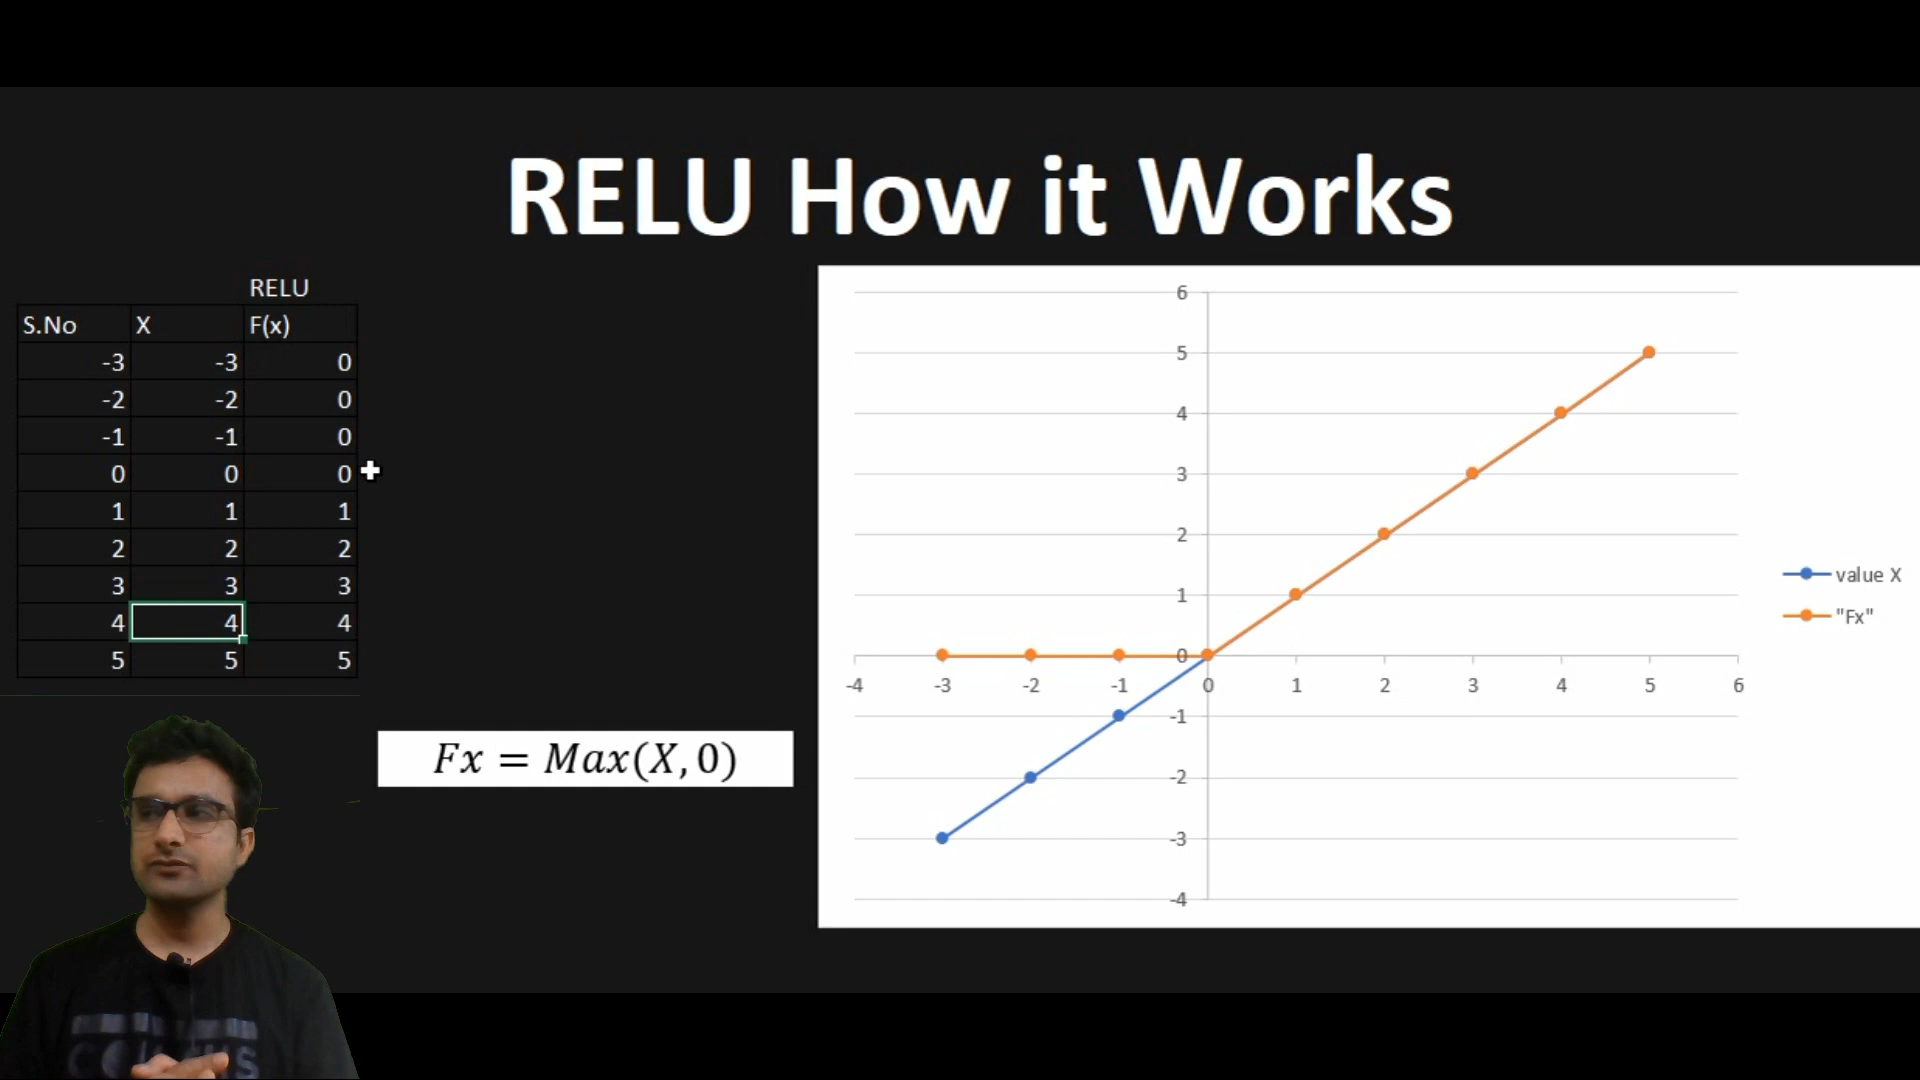 RELU How it Works
RELU
S.No X F(x)
-3 -3 0
-2 -2 0
-1 -1 0
0 0 0
1 1 1
2 2 2
3 3 3
4 4 4
5 5 5
Fx = Max(X, 0)
6
5
4
3
2
1
0
-4 -3 -2 -1 0 1 2 3 4 5 6
-1
-2
-3
-4
value X
"Fx"